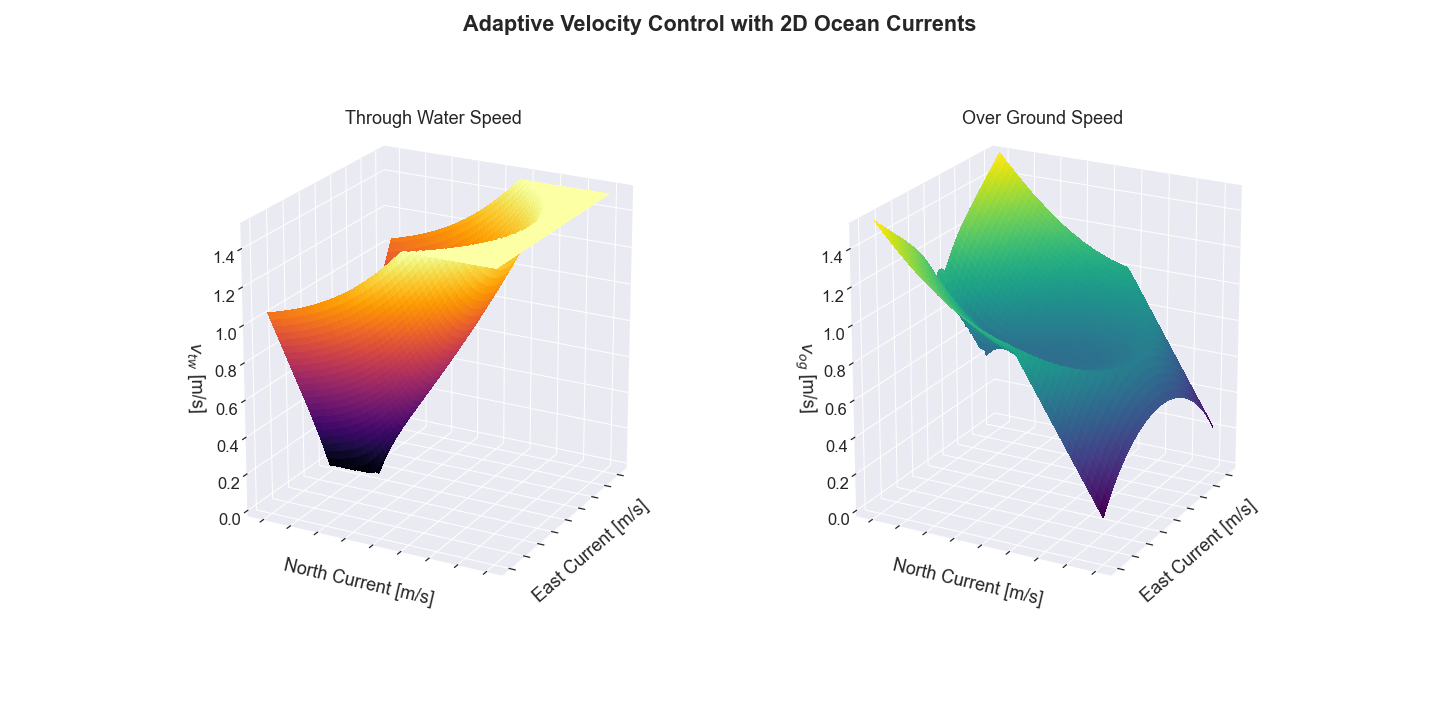 Adaptive Velocity Control with 2D Ocean Currents
Through Water Speed
1.4
1.2
1.0
0.8
0.6
0.4
0.2
0.0
v_tw [m/s]
North Current [m/s]
East Current [m/s]
Over Ground Speed
1.4
1.2
1.0
0.8
0.6
0.4
0.2
0.0
v_og [m/s]
North Current [m/s]
East Current [m/s]